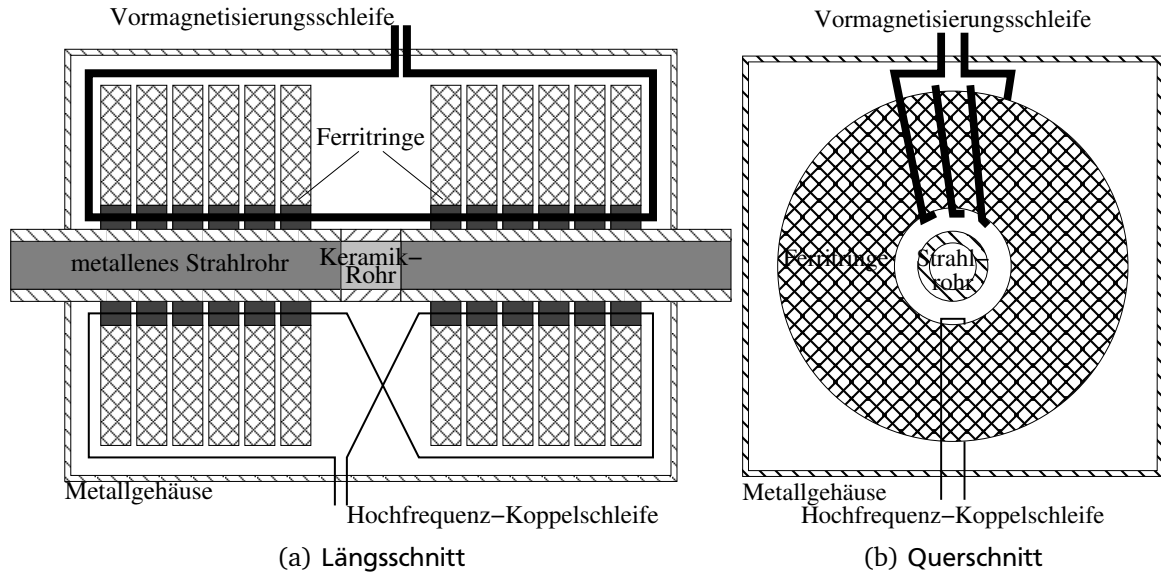 Vormagnetisierungsschleife
Ferritringe
metallenes Strahlrohr
Keramik–
Rohr
Metallgehäuse
Hochfrequenz–Koppelschleife
(a) Längsschnitt
Vormagnetisierungsschleife
Ferritringe
Strahl–
rohr
Metallgehäuse
Hochfrequenz–Koppelschleife
(b) Querschnitt